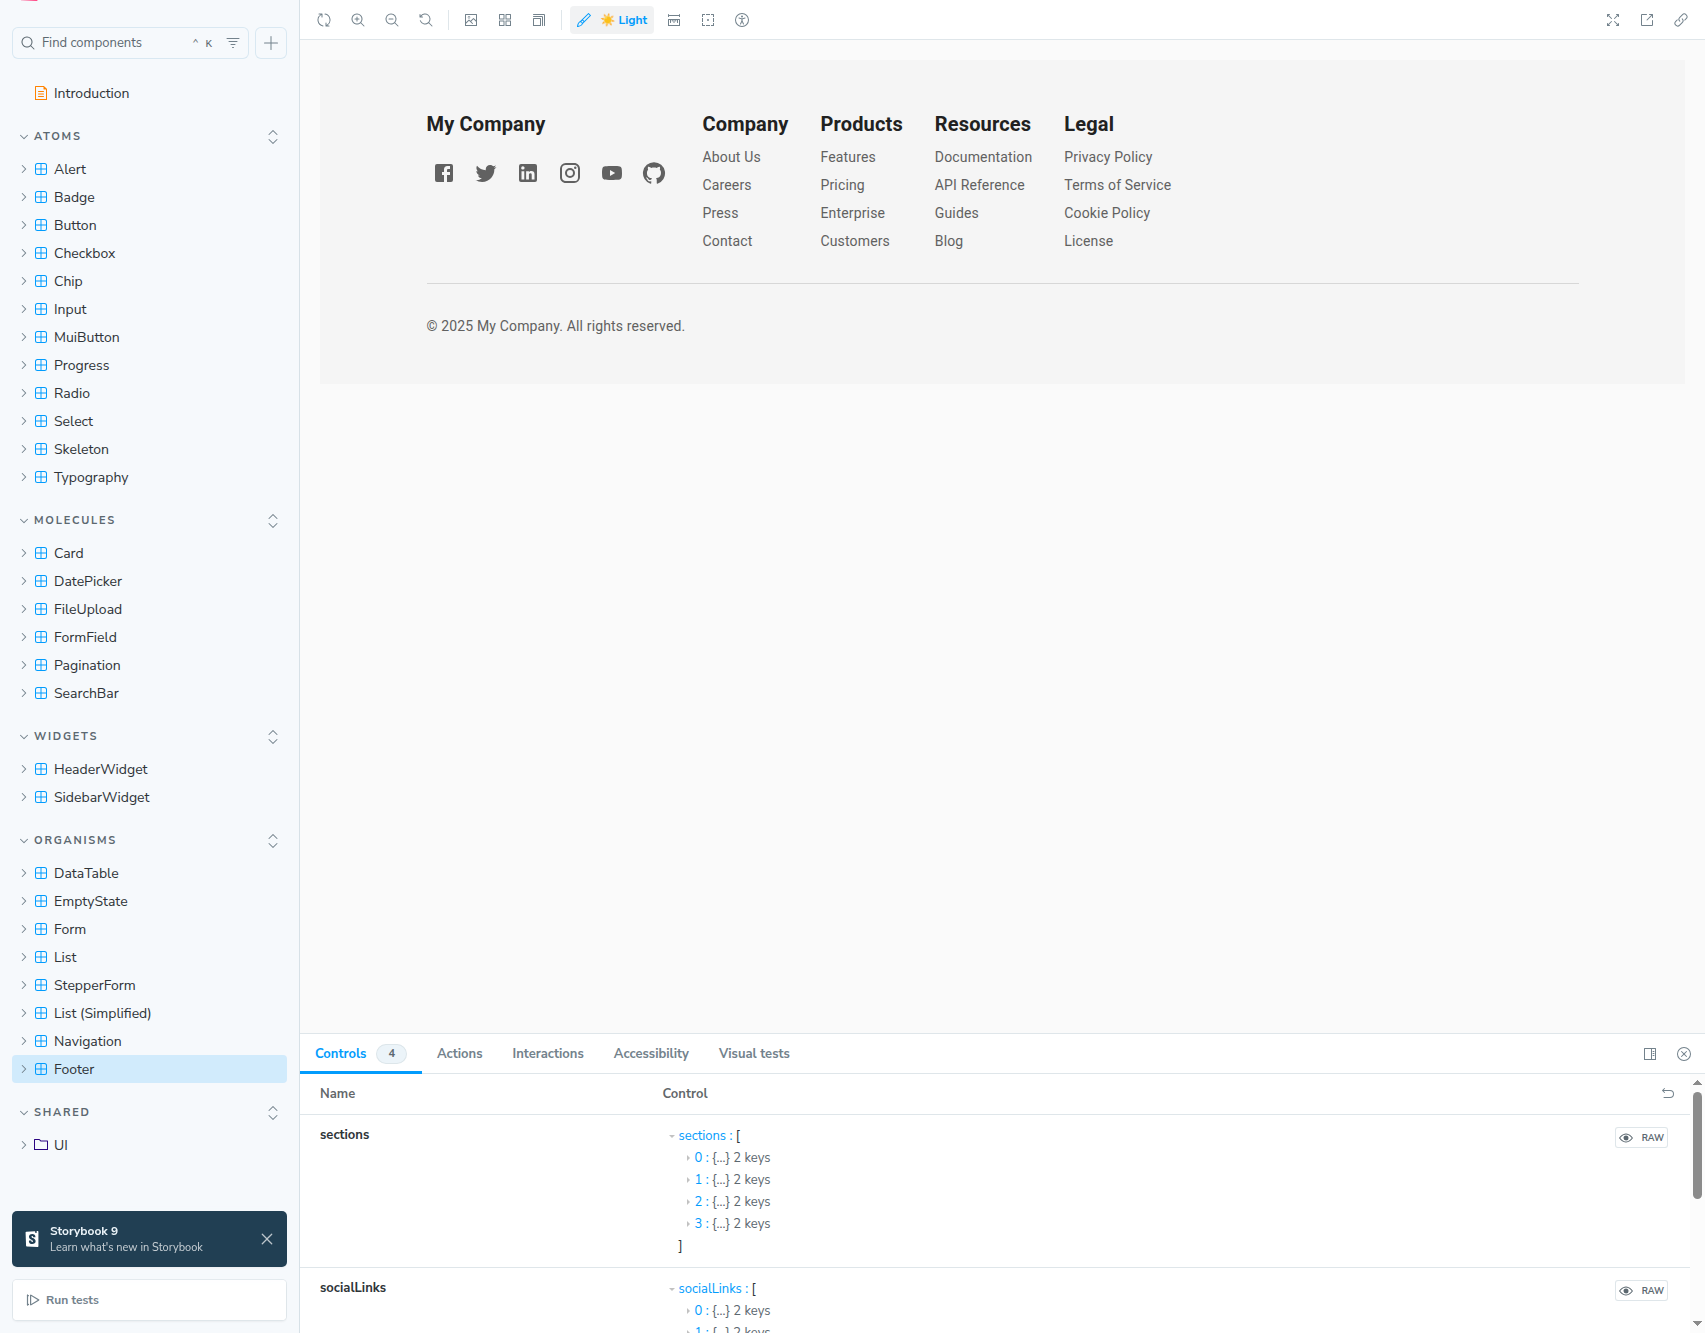 Find components
^ K
Introduction
ATOMS
Alert
Badge
Button
Checkbox
Chip
Input
MuiButton
Progress
Radio
Select
Skeleton
Typography
MOLECULES
Card
DatePicker
FileUpload
FormField
Pagination
SearchBar
WIDGETS
HeaderWidget
SidebarWidget
ORGANISMS
DataTable
EmptyState
Form
List
StepperForm
List (Simplified)
Navigation
Footer
SHARED
UI
Storybook 9
Learn what's new in Storybook
Run tests
Light
My Company
Company
About Us
Careers
Press
Contact
Products
Features
Pricing
Enterprise
Customers
Resources
Documentation
API Reference
Guides
Blog
Legal
Privacy Policy
Terms of Service
Cookie Policy
License
© 2025 My Company. All rights reserved.
Controls 4 Actions Interactions Accessibility Visual tests
Name Control
sections
sections : [
0 : {...} 2 keys
1 : {...} 2 keys
2 : {...} 2 keys
3 : {...} 2 keys
]
RAW
socialLinks
socialLinks : [
0 : {...} 2 keys
1 : {...} 2 keys
RAW